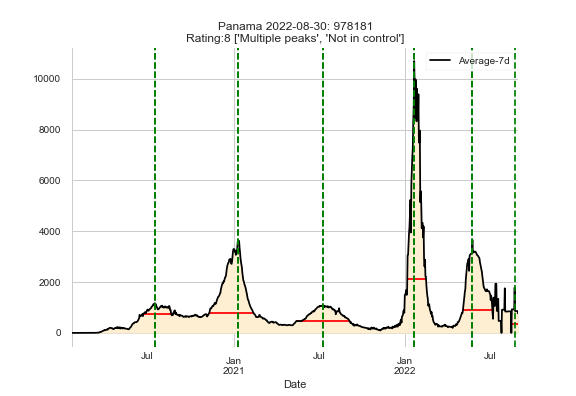 Panama 2022-08-30: 978181
Rating:8 ['Multiple peaks', 'Not in control']
Average-7d
10000
8000
6000
4000
2000
0
Jul
Jan
2021
Jul
Jan
2022
Jul
Date